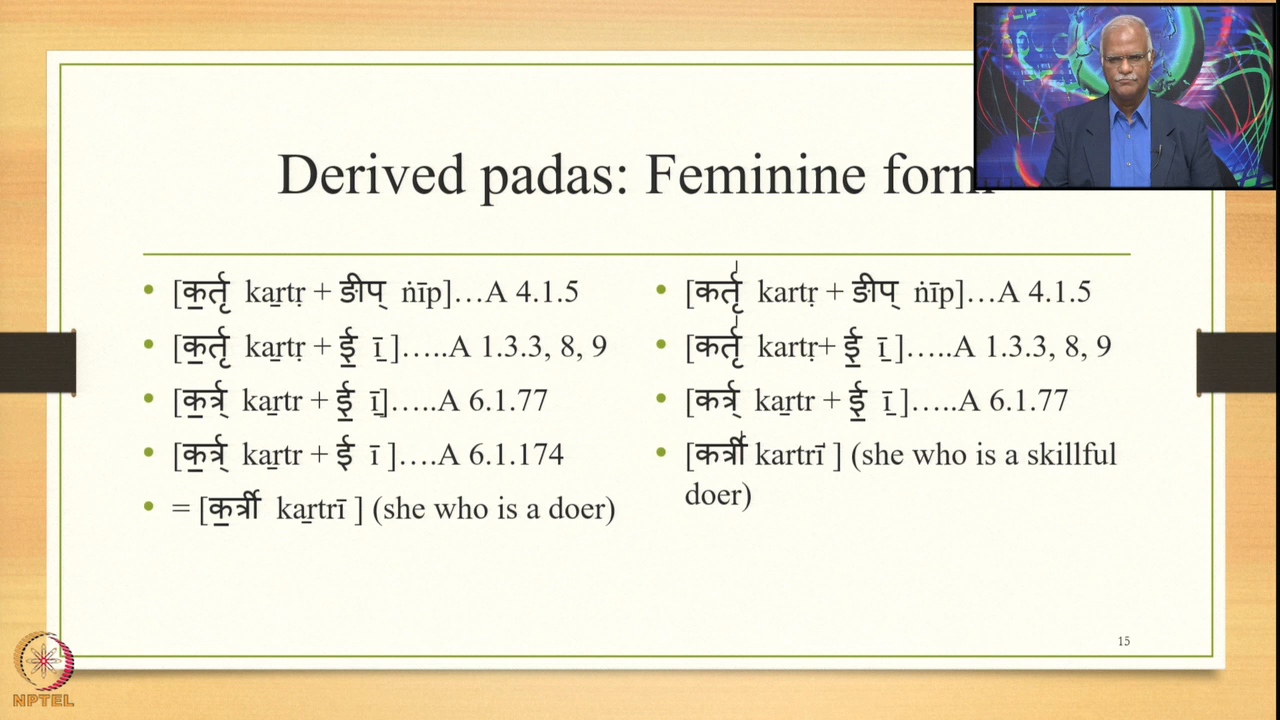 Derived padas: Feminine form
[क॒र्तृ ka̱rtṛ + ङीप् ṅīp]…A 4.1.5
[क॒र्तृ ka̱rtṛ + ई॒ ī̱ ]…..A 1.3.3, 8, 9
[क॒र्त्र् ka̱rtr + ई॒ ī̱]…..A 6.1.77
[क॒र्त्र् ka̱rtr + ई ī ]….A 6.1.174
= [क॒र्त्री ka̱rtrī ] (she who is a doer)
[कर्तृ॑ kartṛ + ङीप् ṅīp]…A 4.1.5
[कर्तृ॑ kartṛ+ ई॒ ī̱ ]…..A 1.3.3, 8, 9
[कर्त्र् ka̱rtr + ई॒ ī̱ ]…..A 6.1.77
[कर्त्री॑ kartrī̍ ] (she who is a skillful
doer)
15
NPTEL